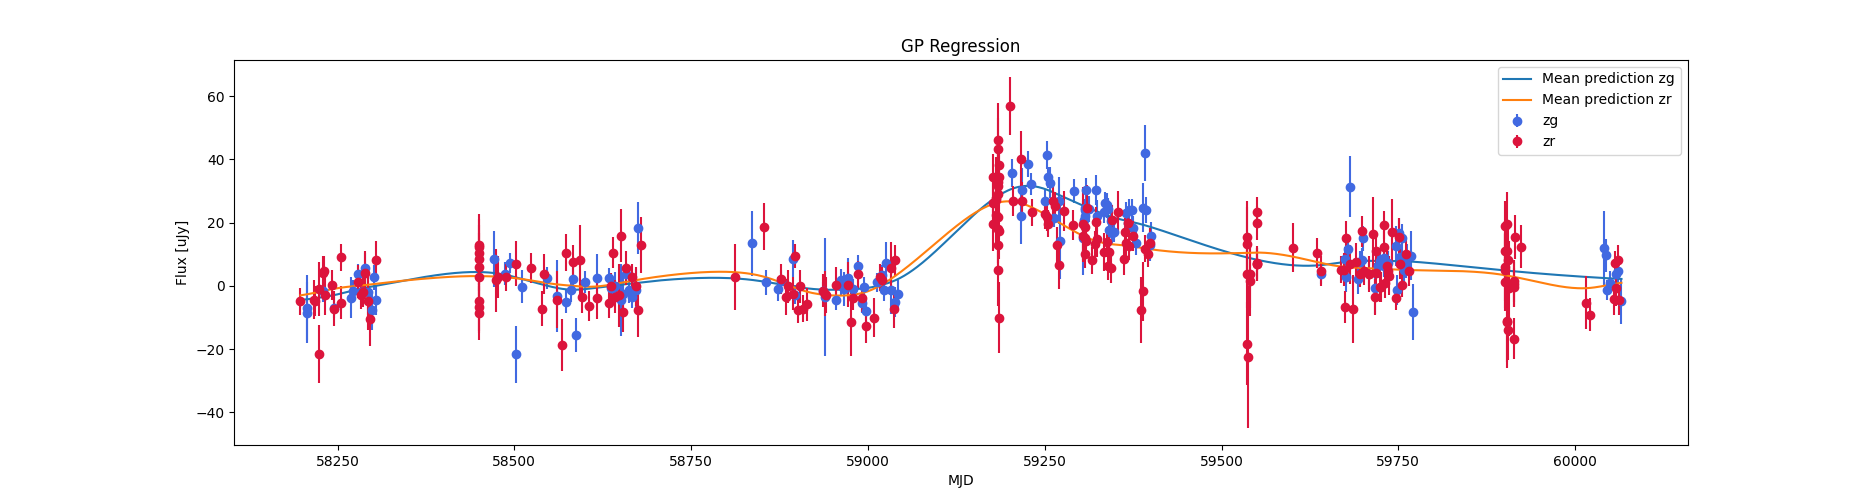 GP Regression
Mean prediction zg
Mean prediction zr
zg
zr
Flux [uJy]
60
40
20
0
−20
−40
58250 58500 58750 59000 59250 59500 59750 60000
MJD